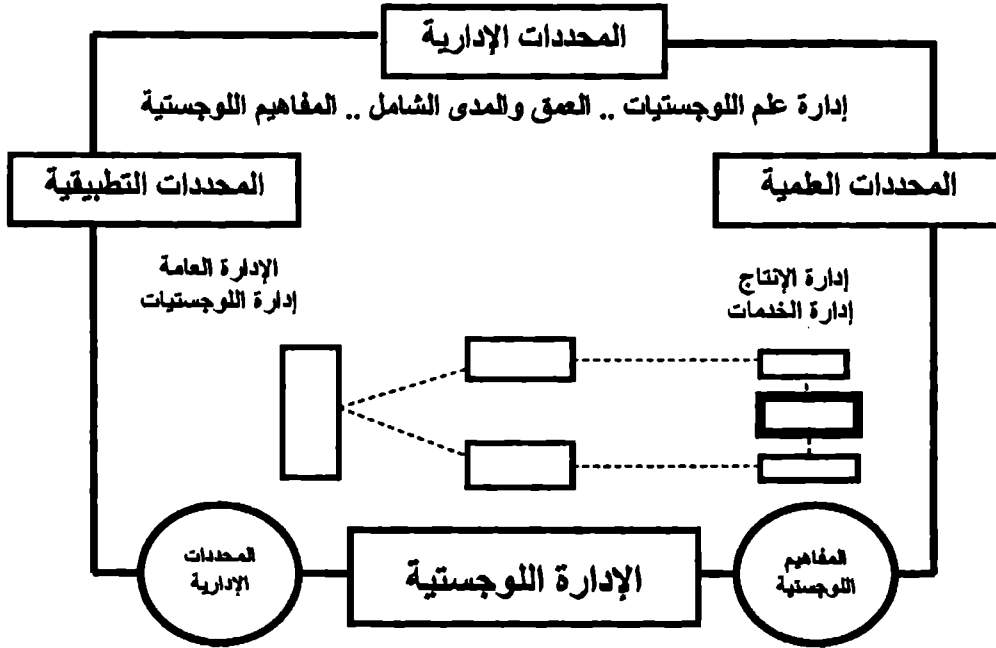 المحددات الإدارية
إدارة علم اللوجستيات .. العمق والمدى الشامل .. المفاهيم اللوجستية
المحددات العلمية
المحددات التطبيقية
إدارة الإنتاج
إدارة الخدمات
الإدارة العامة
إدارة اللوجستيات
المفاهيم
اللوجستية
الإدارة اللوجستية
المحددات
الإدارية